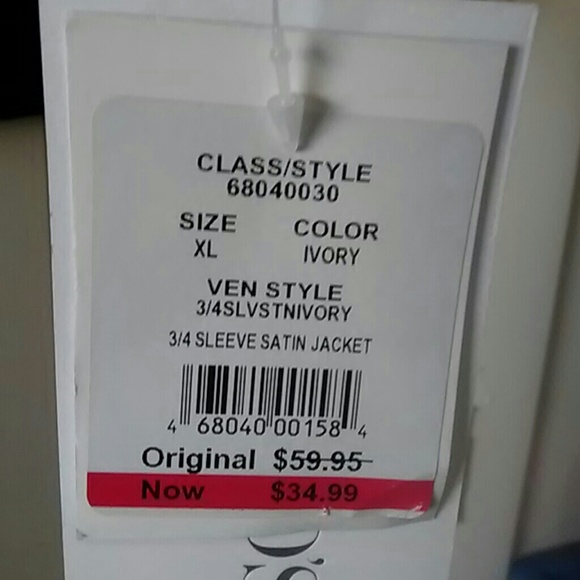 CLASS/STYLE
68040030
SIZE COLOR
XL IVORY
VEN STYLE
3/4SLVSTNIVORY
3/4 SLEEVE SATIN JACKET
4 68040 00158 4
Original $59.95
Now $34.99